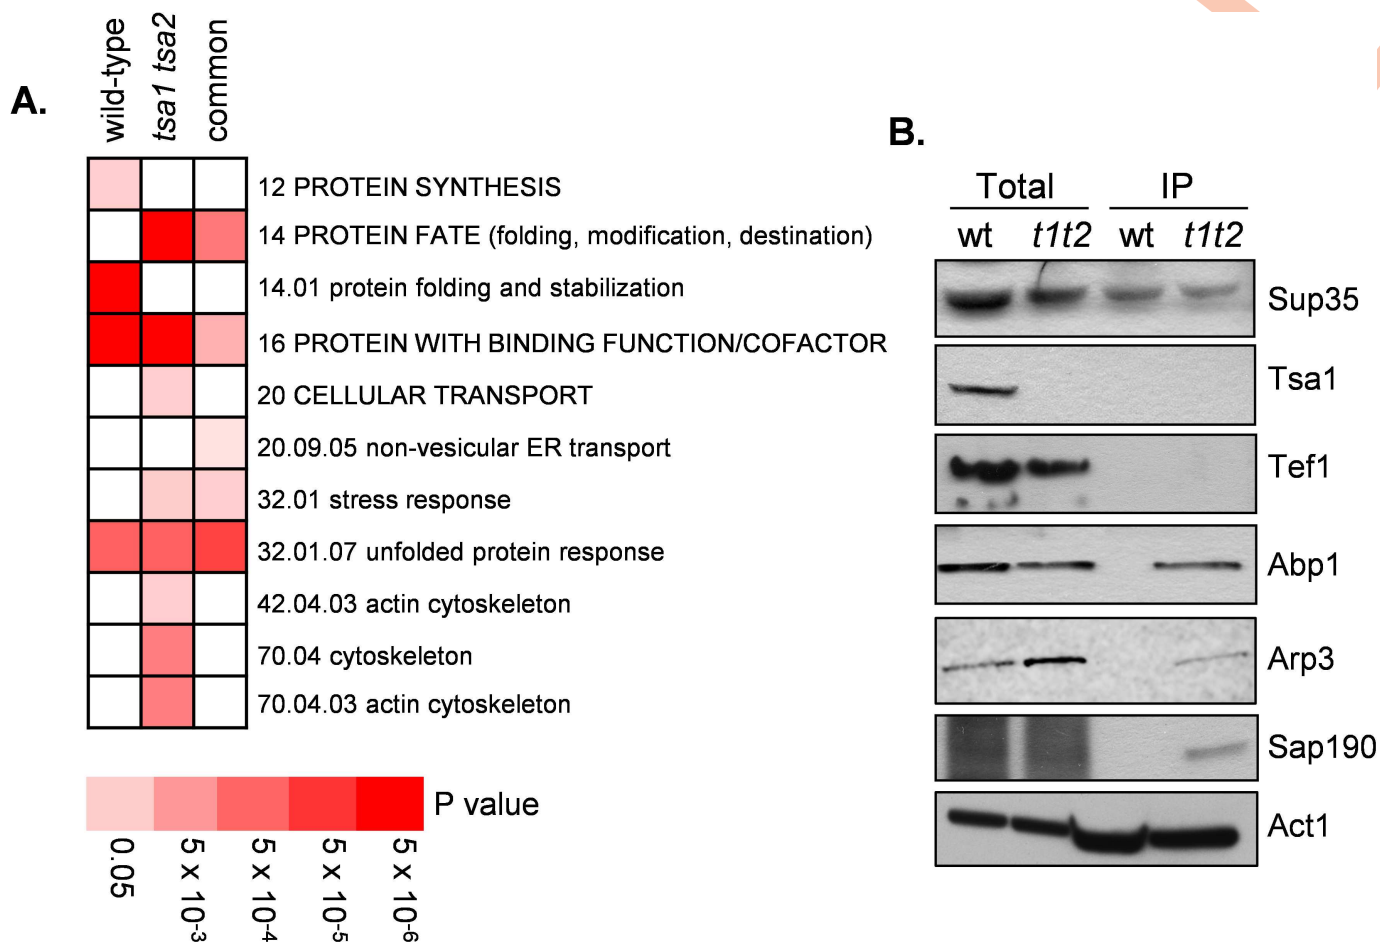 A.
wild-type
tsa1 tsa2
common
12 PROTEIN SYNTHESIS
14 PROTEIN FATE (folding, modification, destination)
14.01 protein folding and stabilization
16 PROTEIN WITH BINDING FUNCTION/COFACTOR
20 CELLULAR TRANSPORT
20.09.05 non-vesicular ER transport
32.01 stress response
32.01.07 unfolded protein response
42.04.03 actin cytoskeleton
70.04 cytoskeleton
70.04.03 actin cytoskeleton
P value
0.05
5 x 10⁻³
5 x 10⁻⁴
5 x 10⁻⁵
5 x 10⁻⁶
B.
Total IP
wt t1t2 wt t1t2
Sup35
Tsa1
Tef1
Abp1
Arp3
Sap190
Act1